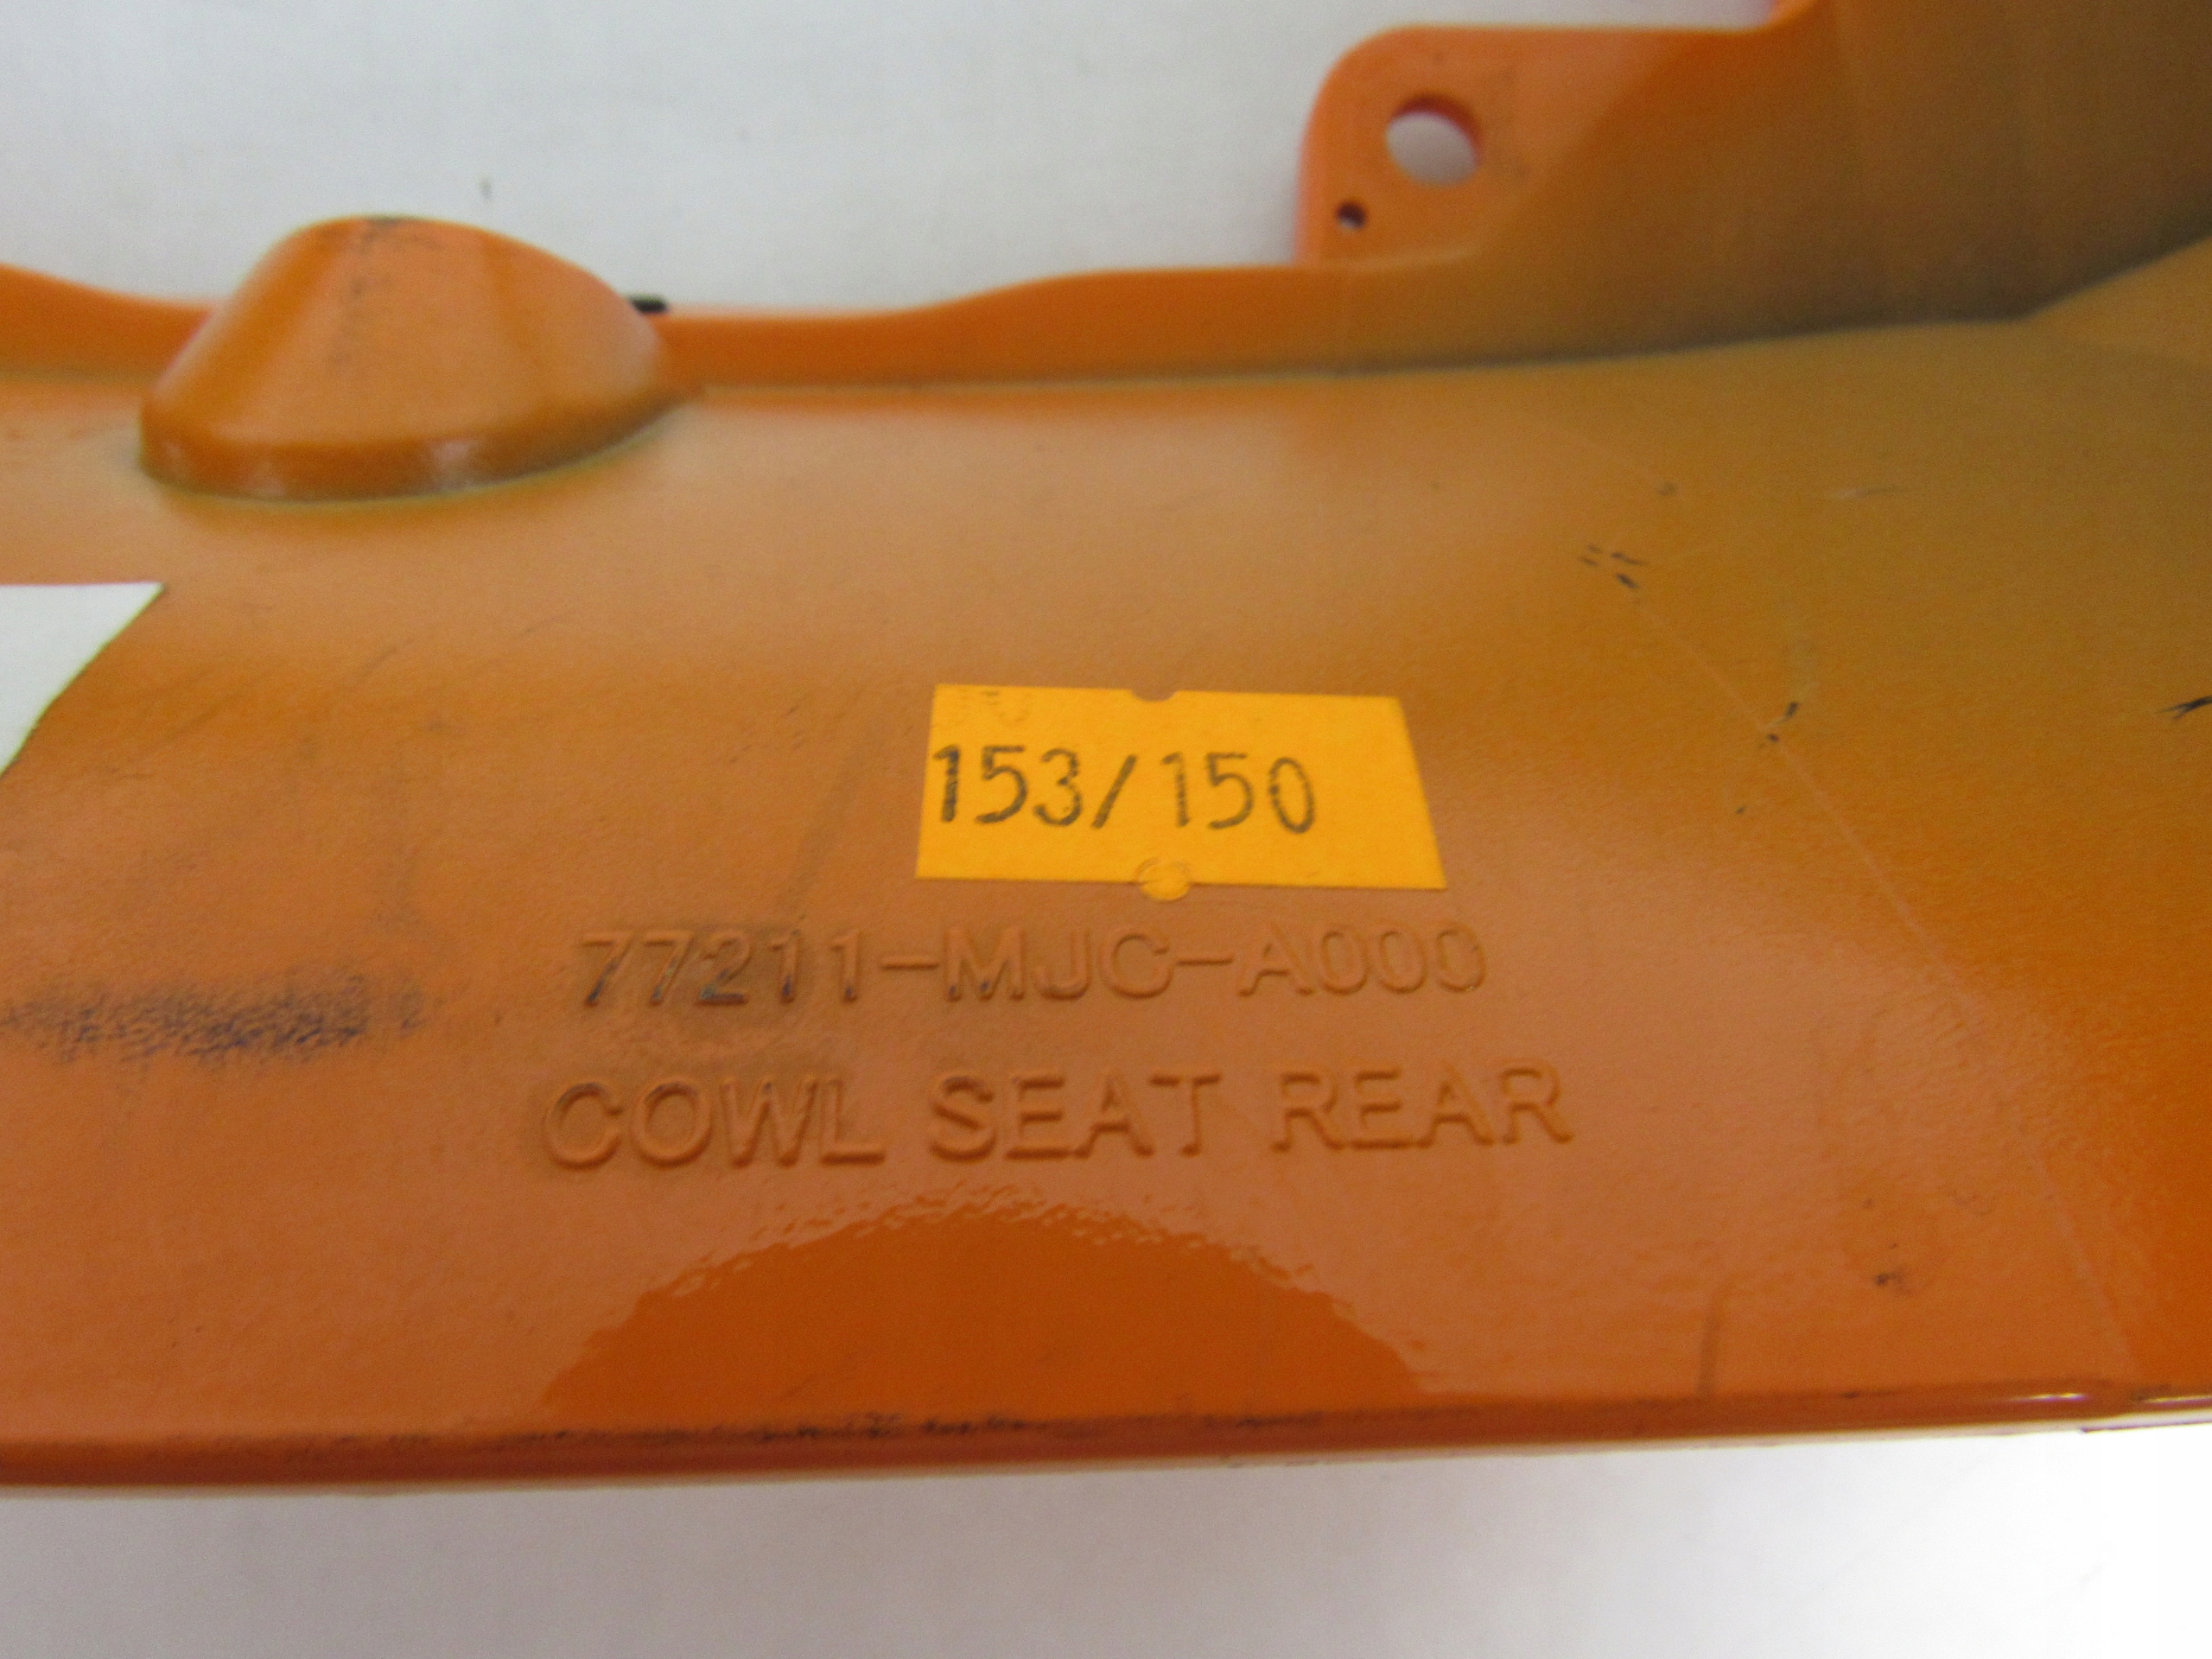 153/150
77211-MJC-A000
COWL SEAT REAR